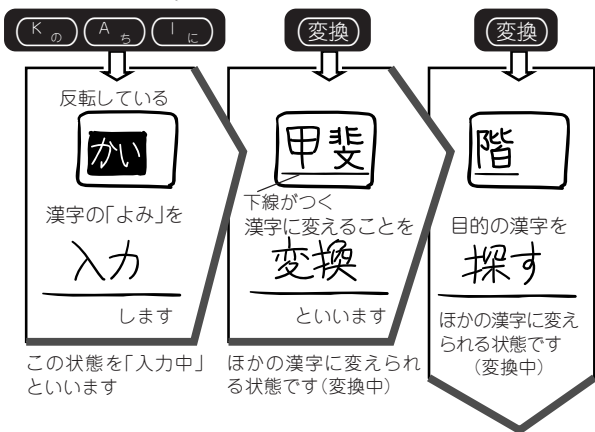 K の A ち I に
反転している
かい
漢字の「よみ」を
入力
します
この状態を「入力中」
といいます
変換
甲斐
下線がつく
漢字に変えることを
変換
といいます
ほかの漢字に変えられ
る状態です(変換中)
変換
階
目的の漢字を
探す
ほかの漢字に変え
られる状態です
(変換中)